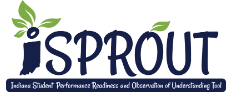 iSPROUT
Indiana Student Performance Readiness and Observation of Understanding Tool